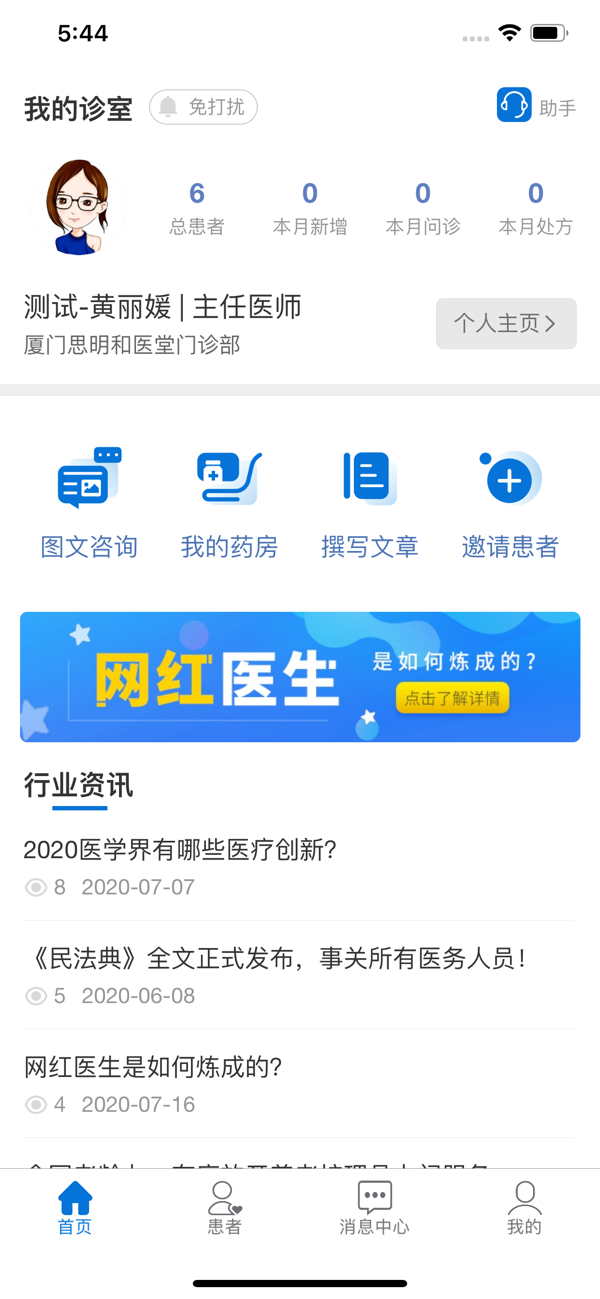 5:44
我的诊室
免打扰
助手
6
0
0
0
总患者
本月新增
本月问诊
本月处方
测试-黄丽媛 | 主任医师
厦门思明和医堂门诊部
个人主页
图文咨询
我的药房
撰写文章
邀请患者
网红医生
是如何炼成的?
点击了解详情
行业资讯
2020医学界有哪些医疗创新?
8 2020-07-07
《民法典》全文正式发布，事关所有医务人员！
5 2020-06-08
网红医生是如何炼成的?
4 2020-07-16
首页
患者
消息中心
我的